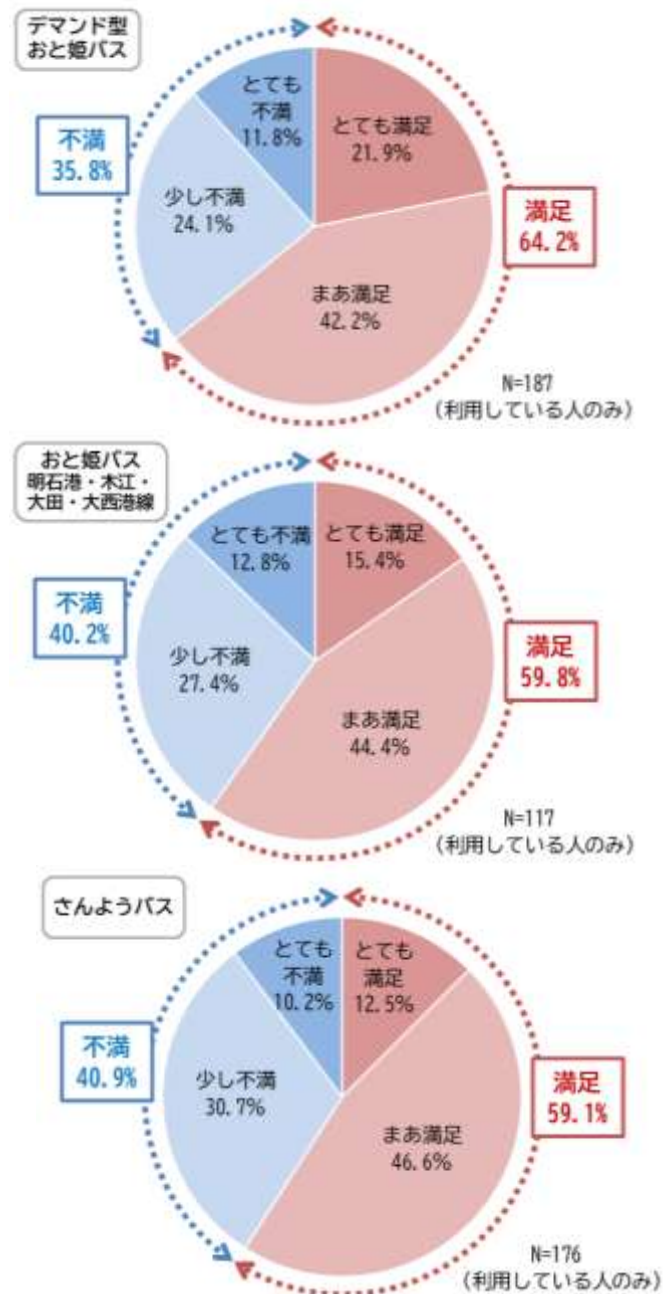 デマンド型
おと姫バス
とても
不満
11.8%
とても満足
21.9%
不満
35.8%
少し不満
24.1%
満足
64.2%
まあ満足
42.2%
N=187
（利用している人のみ）
おと姫バス
明石港・木江・
大田・大西港線
とても不満
12.8%
とても満足
15.4%
不満
40.2%
少し不満
27.4%
満足
59.8%
まあ満足
44.4%
N=117
（利用している人のみ）
さんようバス
とても
不満
10.2%
とても
満足
12.5%
不満
40.9%
少し不満
30.7%
満足
59.1%
まあ満足
46.6%
N=176
（利用している人のみ）